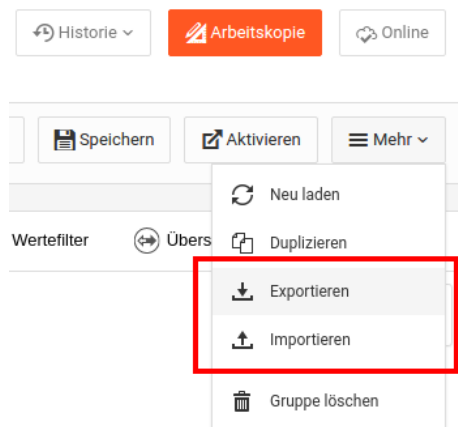 Historie
Arbeitskopie
Online
Speichern
Aktivieren
Mehr
Neu laden
Wertefilter
Übers
Duplizieren
Exportieren
Importieren
Gruppe löschen